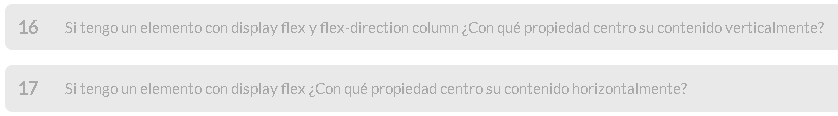 16 Si tengo un elemento con display flex y flex-direction column ¿Con qué propiedad centro su contenido verticalmente?
17 Si tengo un elemento con display flex ¿Con qué propiedad centro su contenido horizontalmente?